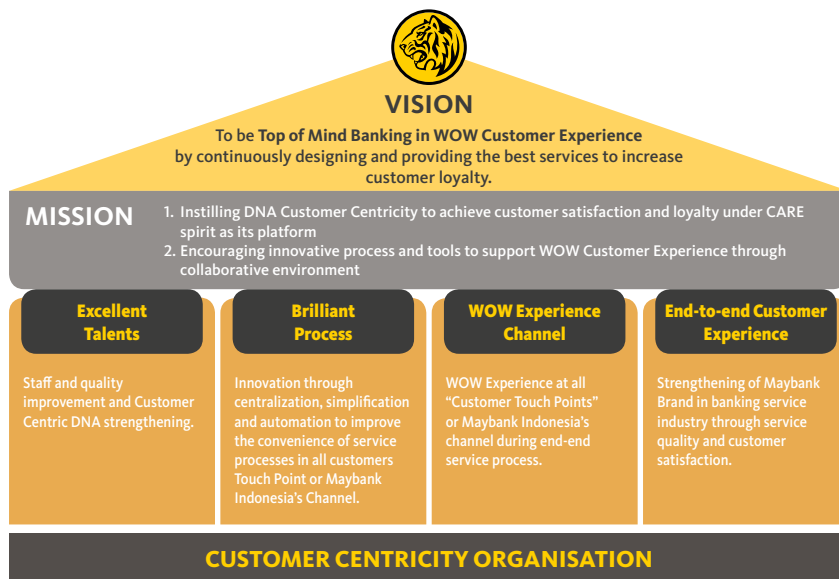 VISION
To be Top of Mind Banking in WOW Customer Experience
by continuously designing and providing the best services to increase
customer loyalty.
MISSION
1. Instilling DNA Customer Centricity to achieve customer satisfaction and loyalty under CARE
spirit as its platform
2. Encouraging innovative process and tools to support WOW Customer Experience through
collaborative environment
Excellent
Talents
Staff and quality
improvement and Customer
Centric DNA strengthening.
Brilliant
Process
Innovation through
centralization, simplification
and automation to improve
the convenience of service
processes in all customers
Touch Point or Maybank
Indonesia's Channel.
WOW Experience
Channel
WOW Experience at all
“Customer Touch Points”
or Maybank Indonesia's
channel during end-end
service process.
End-to-end Customer
Experience
Strengthening of Maybank
Brand in banking service
industry through service
quality and customer
satisfaction.
CUSTOMER CENTRICITY ORGANISATION